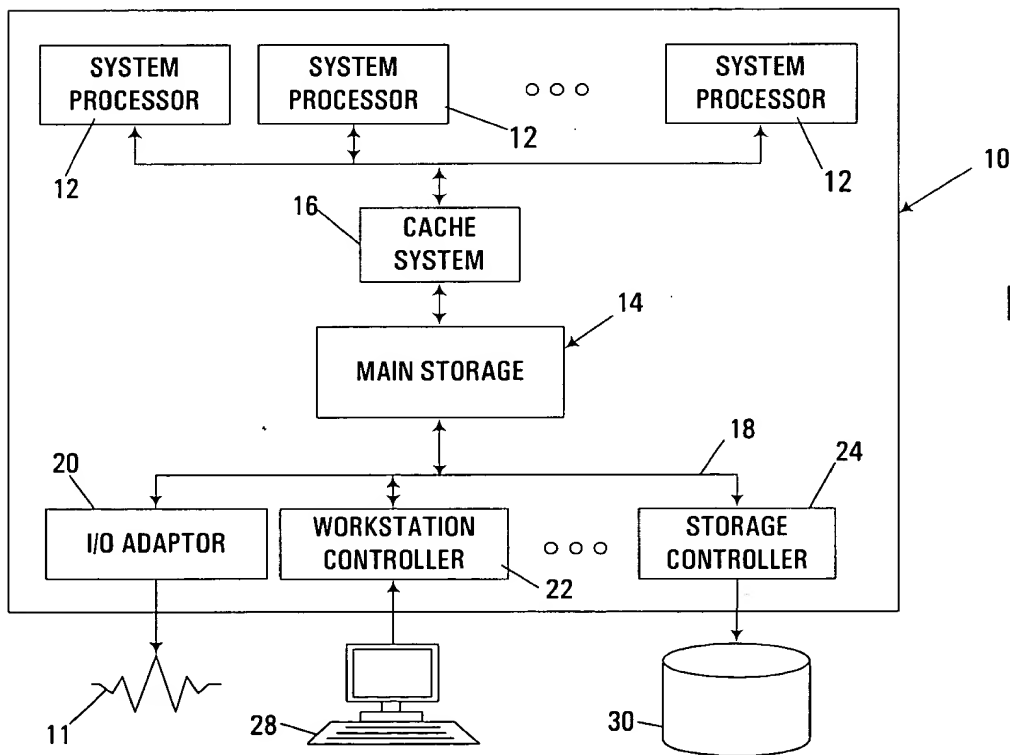 SYSTEM
PROCESSOR
12
SYSTEM
PROCESSOR
12
SYSTEM
PROCESSOR
12
10
16
CACHE
SYSTEM
14
MAIN STORAGE
18
20
I/O ADAPTOR
WORKSTATION
CONTROLLER
22
24
STORAGE
CONTROLLER
11
28
30